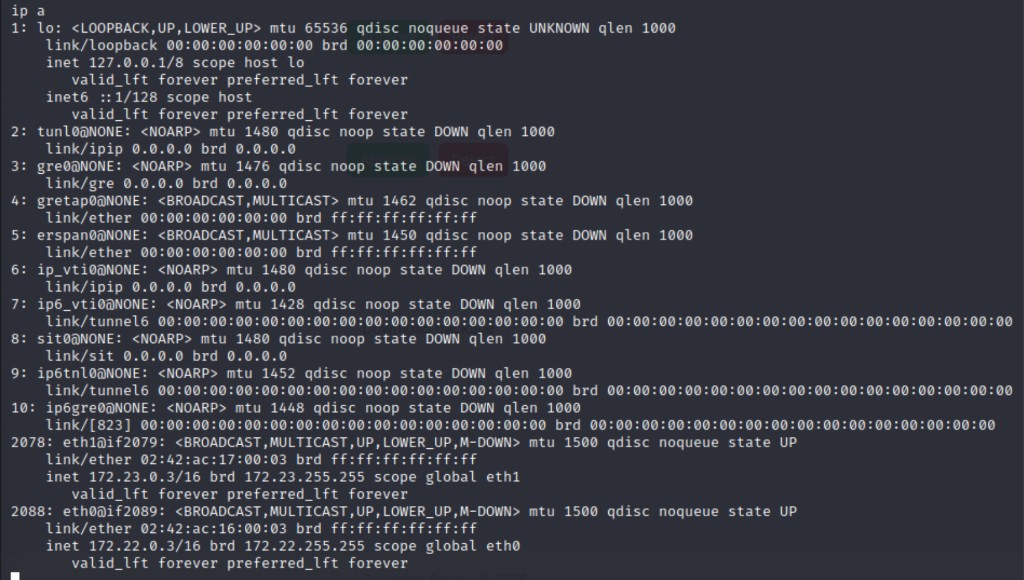 ip a
1: lo: <LOOPBACK,UP,LOWER_UP> mtu 65536 qdisc noqueue state UNKNOWN qlen 1000
    link/loopback 00:00:00:00:00:00 brd 00:00:00:00:00:00
    inet 127.0.0.1/8 scope host lo
       valid_lft forever preferred_lft forever
    inet6 ::1/128 scope host
       valid_lft forever preferred_lft forever
2: tunl0@NONE: <NOARP> mtu 1480 qdisc noop state DOWN qlen 1000
    link/ipip 0.0.0.0 brd 0.0.0.0
3: gre0@NONE: <NOARP> mtu 1476 qdisc noop state DOWN qlen 1000
    link/gre 0.0.0.0 brd 0.0.0.0
4: gretap0@NONE: <BROADCAST,MULTICAST> mtu 1462 qdisc noop state DOWN qlen 1000
    link/ether 00:00:00:00:00:00 brd ff:ff:ff:ff:ff:ff
5: erspan0@NONE: <BROADCAST,MULTICAST> mtu 1450 qdisc noop state DOWN qlen 1000
    link/ether 00:00:00:00:00:00 brd ff:ff:ff:ff:ff:ff
6: ip_vti0@NONE: <NOARP> mtu 1480 qdisc noop state DOWN qlen 1000
    link/ipip 0.0.0.0 brd 0.0.0.0
7: ip6_vti0@NONE: <NOARP> mtu 1428 qdisc noop state DOWN qlen 1000
    link/tunnel6 00:00:00:00:00:00:00:00:00:00:00:00:00:00:00:00 brd 00:00:00:00:00:00:00:00:00:00:00:00:00:00:00:00
8: sit0@NONE: <NOARP> mtu 1480 qdisc noop state DOWN qlen 1000
    link/sit 0.0.0.0 brd 0.0.0.0
9: ip6tnl0@NONE: <NOARP> mtu 1452 qdisc noop state DOWN qlen 1000
    link/tunnel6 00:00:00:00:00:00:00:00:00:00:00:00:00:00:00:00 brd 00:00:00:00:00:00:00:00:00:00:00:00:00:00:00:00
10: ip6gre0@NONE: <NOARP> mtu 1448 qdisc noop state DOWN qlen 1000
    link/[823] 00:00:00:00:00:00:00:00:00:00:00:00:00:00:00:00 brd 00:00:00:00:00:00:00:00:00:00:00:00:00:00:00:00
2078: eth1@if2079: <BROADCAST,MULTICAST,UP,LOWER_UP,M-DOWN> mtu 1500 qdisc noqueue state UP
    link/ether 02:42:ac:17:00:03 brd ff:ff:ff:ff:ff:ff
    inet 172.23.0.3/16 brd 172.23.255.255 scope global eth1
       valid_lft forever preferred_lft forever
2088: eth0@if2089: <BROADCAST,MULTICAST,UP,LOWER_UP,M-DOWN> mtu 1500 qdisc noqueue state UP
    link/ether 02:42:ac:16:00:03 brd ff:ff:ff:ff:ff:ff
    inet 172.22.0.3/16 brd 172.22.255.255 scope global eth0
       valid_lft forever preferred_lft forever